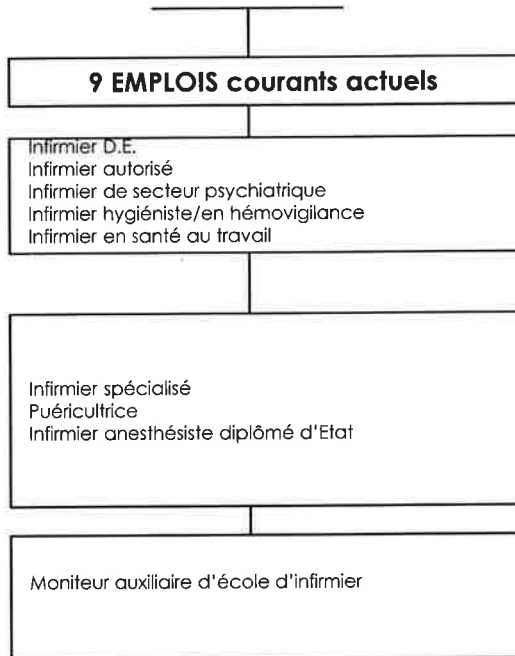 9 EMPLOIS courants actuels
Infirmier D.E.
Infirmier autorisé
Infirmier de secteur psychiatrique
Infirmier hygiéniste/en hémovigilance
Infirmier en santé au travail
Infirmier spécialisé
Puéricultrice
Infirmier anesthésiste diplômé d'Etat
Moniteur auxiliaire d'école d'infirmier